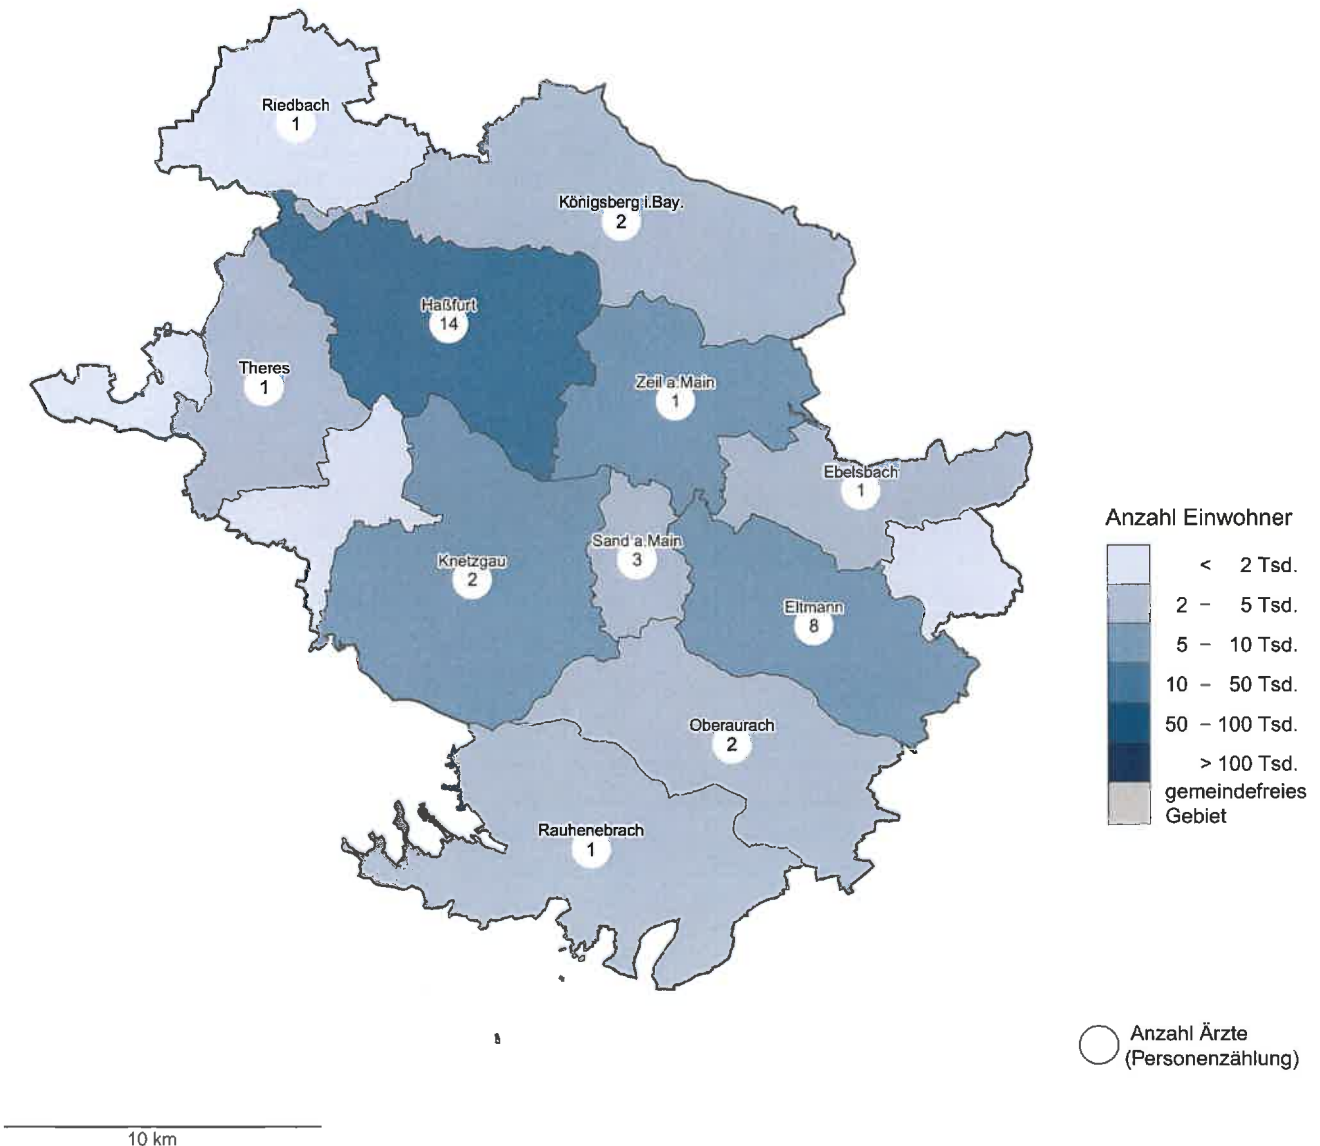 Riedbach
1
Königsberg i.Bay.
2
Haßfurt
14
Theres
1
Zeil a.Main
1
Ebelsbach
1
Sand a.Main
3
Knetzgau
2
Eltmann
8
Oberaurach
2
Rauhenebrach
1
Anzahl Einwohner
< 2 Tsd.
2 – 5 Tsd.
5 – 10 Tsd.
10 – 50 Tsd.
50 – 100 Tsd.
> 100 Tsd.
gemeindefreies
Gebiet
Anzahl Ärzte
(Personenzählung)
10 km